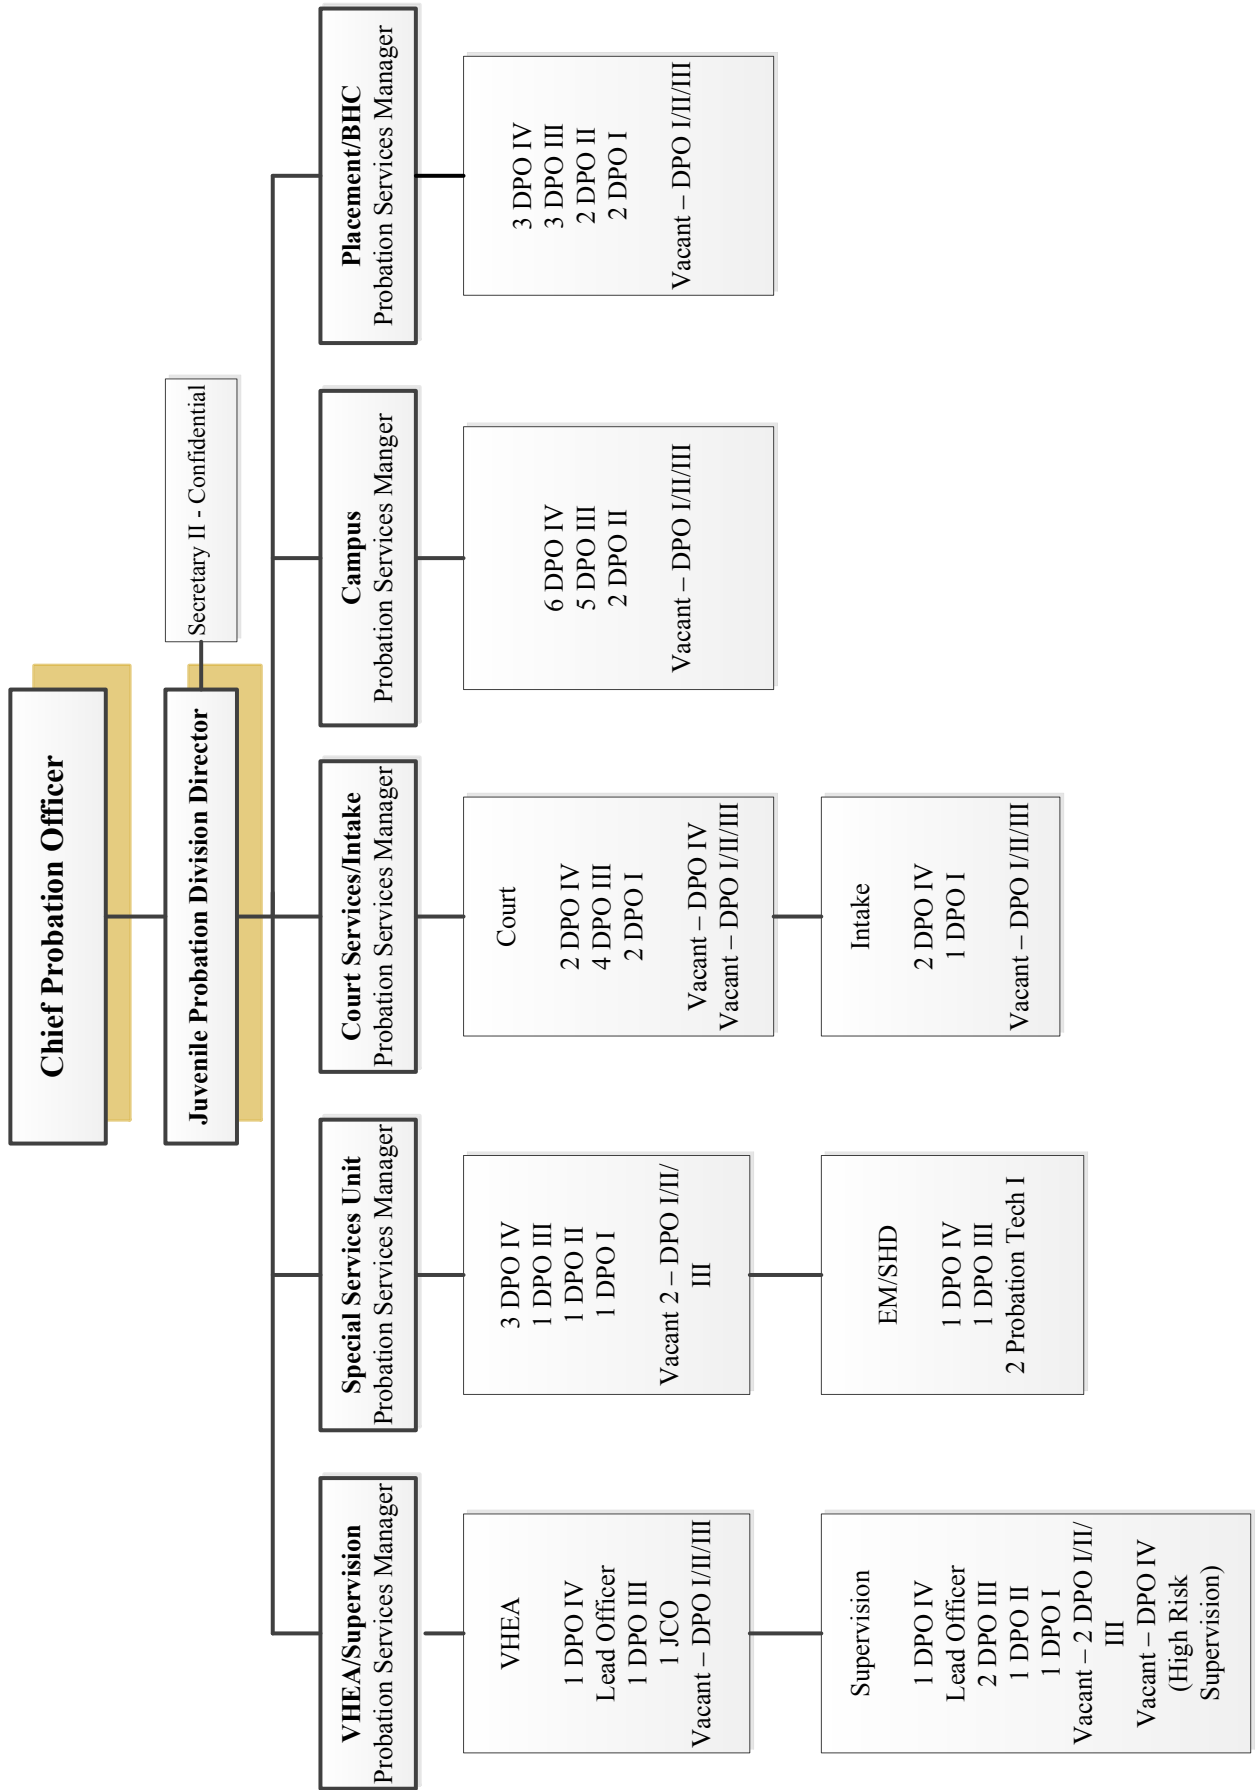 Chief Probation Officer
Juvenile Probation Division Director
Secretary II - Confidential
VHEA/Supervision
Probation Services Manager
VHEA
1 DPO IV
Lead Officer
1 DPO III
1 JCO
Vacant – DPO I/II/III
Supervision
1 DPO IV
Lead Officer
2 DPO III
1 DPO II
1 DPO I
Vacant – 2 DPO I/II/
III
Vacant – DPO IV
(High Risk
Supervision)
Special Services Unit
Probation Services Manager
3 DPO IV
1 DPO III
1 DPO II
1 DPO I
Vacant 2 – DPO I/II/
III
EM/SHD
1 DPO IV
1 DPO III
2 Probation Tech I
Court Services/Intake
Probation Services Manager
Court
2 DPO IV
4 DPO III
2 DPO I
Vacant – DPO IV
Vacant – DPO I/II/III
Intake
2 DPO IV
1 DPO I
Vacant – DPO I/II/III
Campus
Probation Services Manger
6 DPO IV
5 DPO III
2 DPO II
Vacant – DPO I/II/III
Placement/BHC
Probation Services Manager
3 DPO IV
3 DPO III
2 DPO II
2 DPO I
Vacant – DPO I/II/III